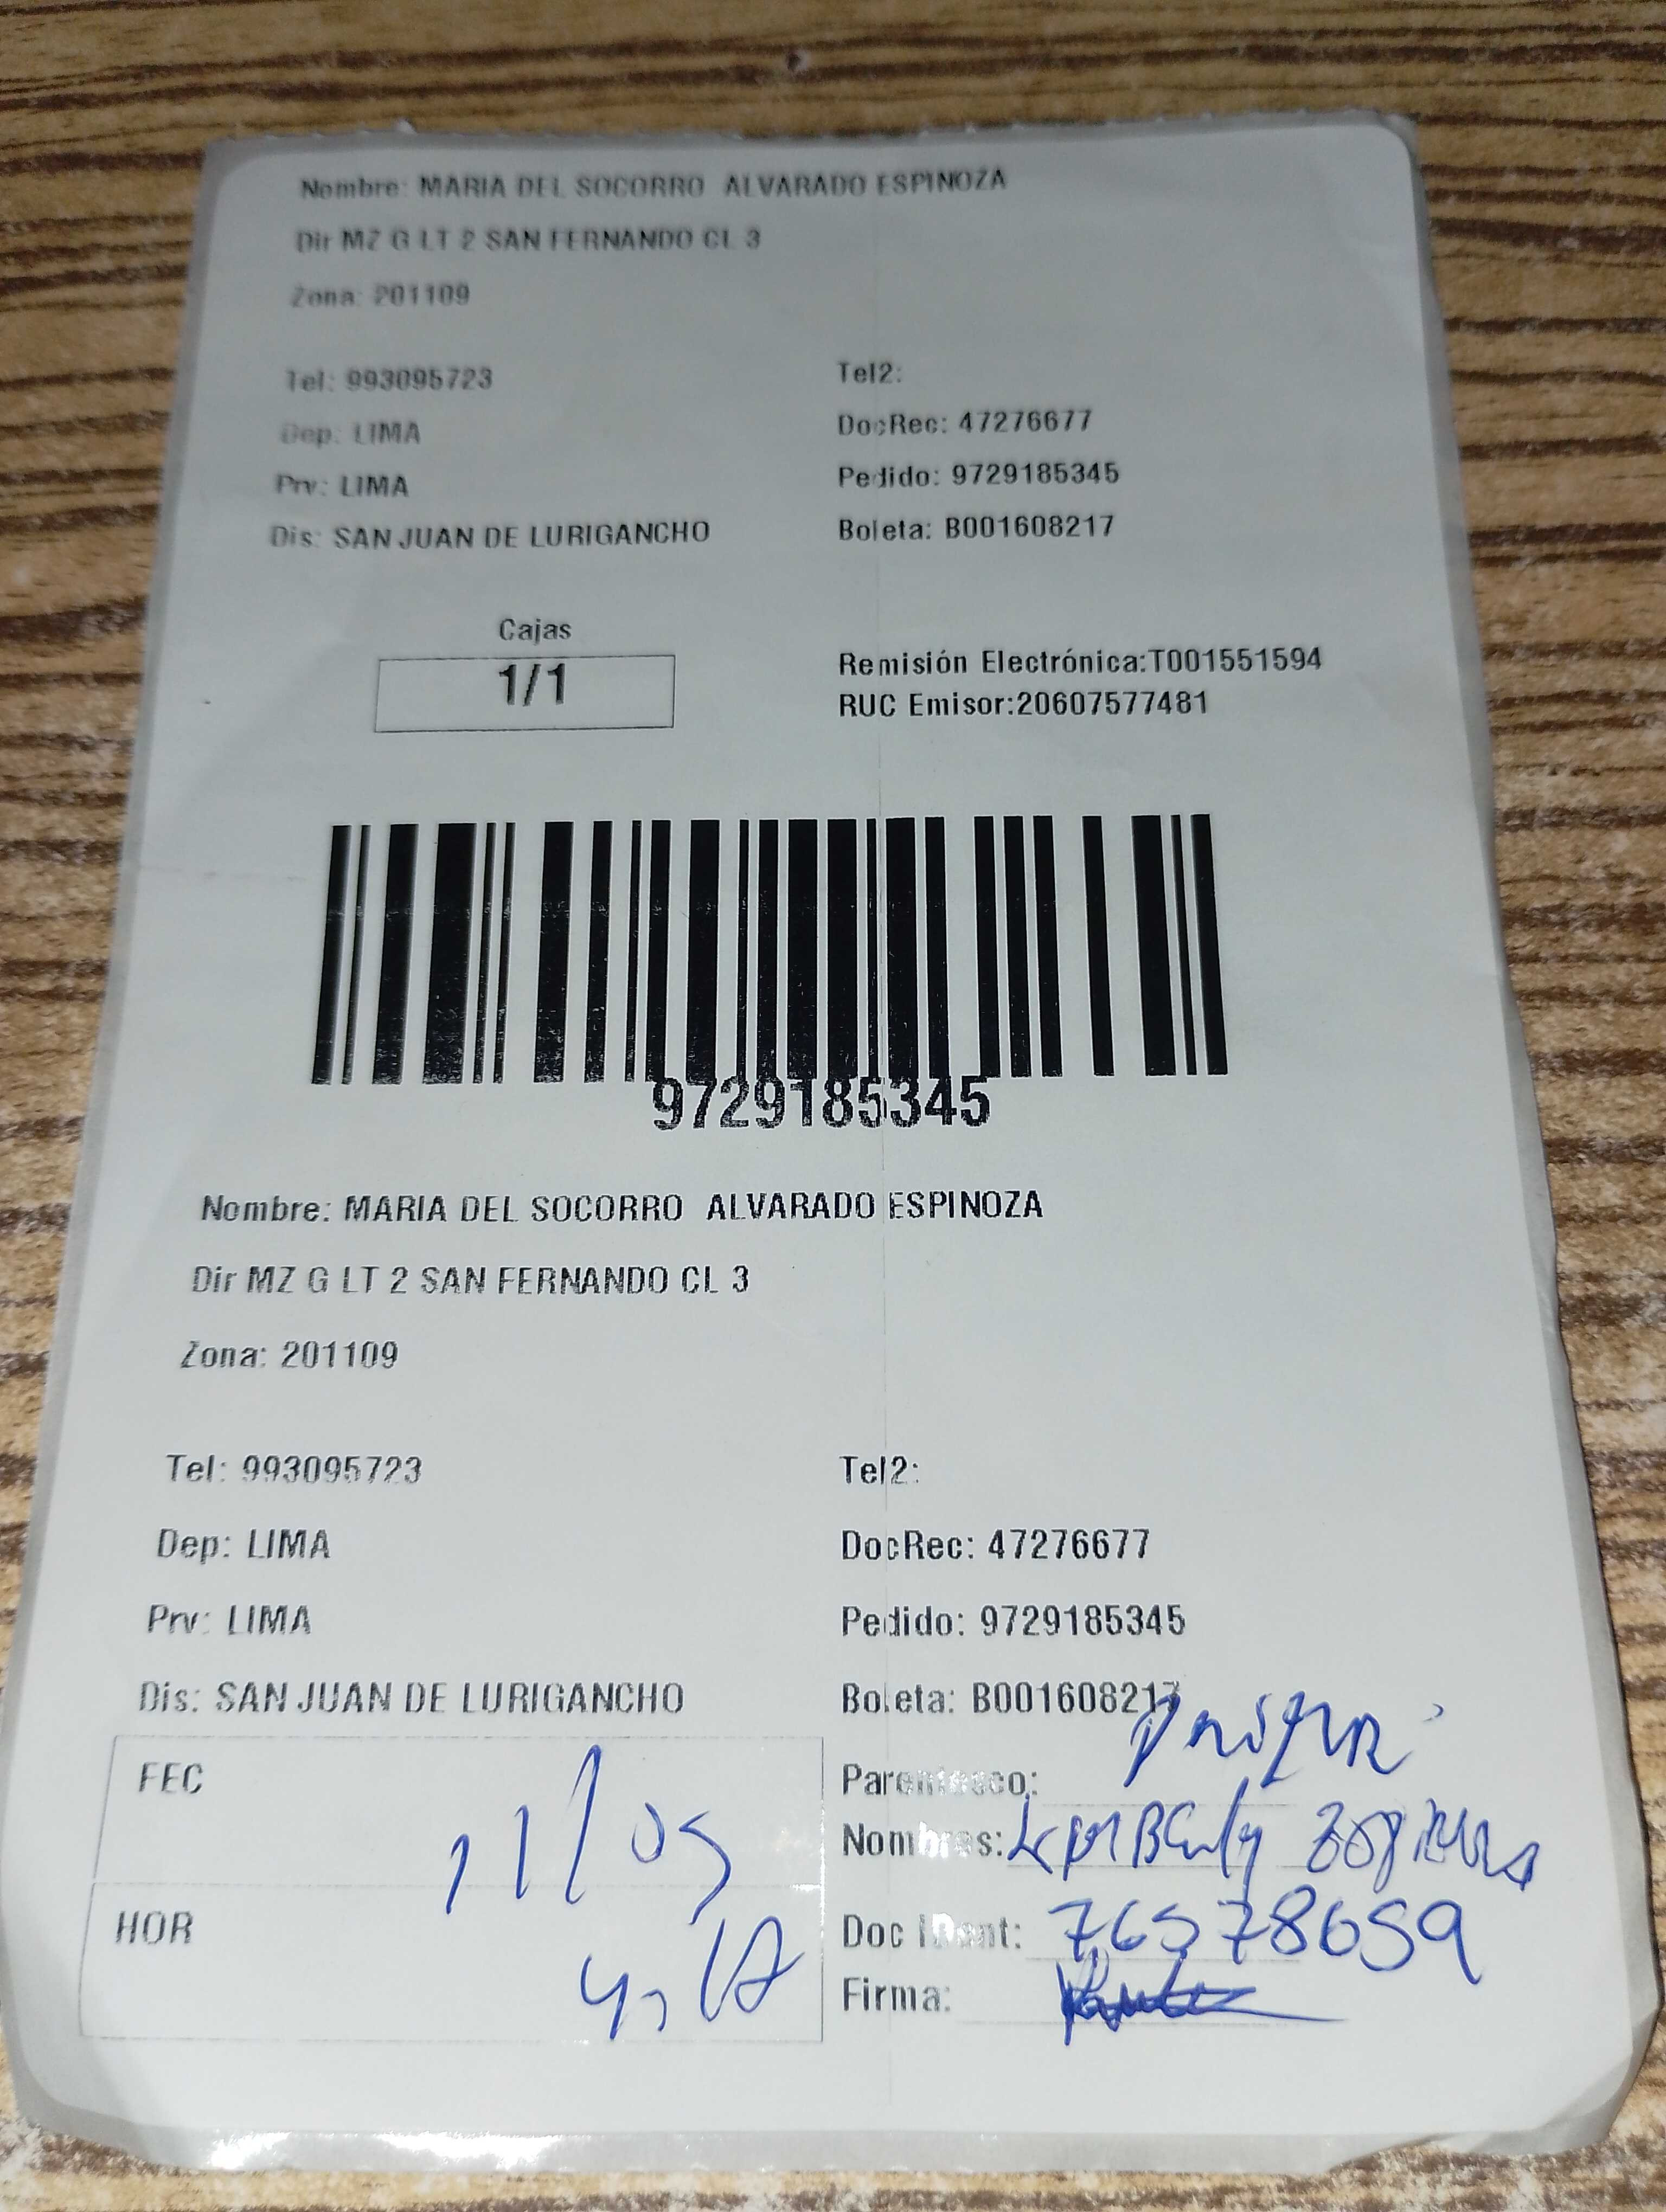 Nombre: MARIA DEL SOCORRO ALVARADO ESPINOZA
Dir MZ G LT 2 SAN FERNANDO CL 3
Zona: 201109
Tel: 993095723
Tel2:
Dep: LIMA
DocRec: 47276677
Prv: LIMA
Pedido: 9729185345
Dis: SAN JUAN DE LURIGANCHO
Boleta: B001608217
Cajas
1/1
Remisión Electrónica:T001551594
RUC Emisor:20607577481
9729185345
Nombre: MARIA DEL SOCORRO ALVARADO ESPINOZA
Dir MZ G LT 2 SAN FERNANDO CL 3
Zona: 201109
Tel: 993095723
Tel2:
Dep: LIMA
DocRec: 47276677
Prv: LIMA
Pedido: 9729185345
Dis: SAN JUAN DE LURIGANCHO
Boleta: B001608217
FEC 11/05
Parentesco:
Nombres:
HOR
Doc Ident: 76578659
Firma: